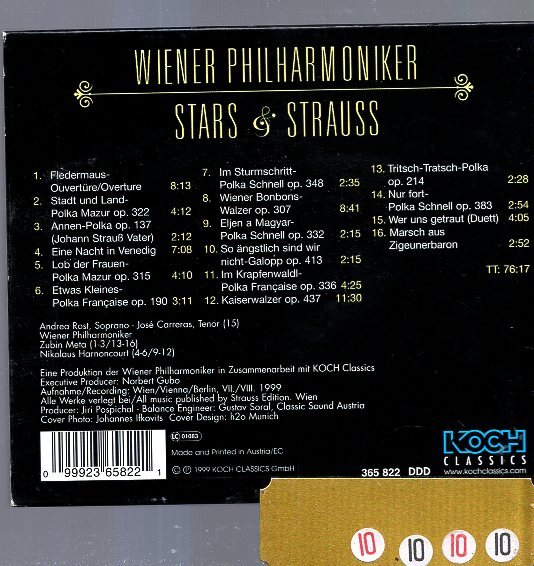 WIENER PHILHARMONIKER
STARS & STRAUSS
1. Fledermaus-
Ouvertüre/Overture 8:13
2. Stadt und Land-
Polka Mazur op. 322 4:12
3. Annen-Polka op. 137
(Johann Strauß Vater) 2:12
4. Eine Nacht in Venedig 7:08
5. Lob der Frauen-
Polka Mazur op. 315 4:10
6. Etwas Kleines-
Polka Française op. 190 3:11
7. Im Sturmschritt-
Polka Schnell op. 348 2:35
8. Wiener Bonbons-
Walzer op. 307 8:41
9. Eljen a Magyar-
Polka Schnell op. 332 2:15
10. So ängstlich sind wir
nicht-Galopp op. 413 2:15
11. Im Krapfenwaldl-
Polka Française op. 336 4:25
12. Kaiserwalzer op. 437 11:30
13. Tritsch-Tratsch-Polka
op. 214 2:28
14. Nur fort-
Polka Schnell op. 383 2:54
15. Wer uns getraut (Duett) 4:05
16. Marsch aus
Zigeunerbaron 2:52
TT: 76:17
Andrea Rost, Soprano - José Carreras, Tenor (15)
Wiener Philharmoniker
Zubin Meta (1-3/13-16)
Nikolaus Harnoncourt (4-6/9-12)
Eine Produktion der Wiener Philharmoniker in Zusammenarbeit mit KOCH Classics
Executive Producer: Norbert Gubo
Aufnahme/Recording: Wien/Vienna/Berlin, VII./VIII. 1999
Alle Werke verlegt bei/All music published by Strauss Edition. Wien
Producer: Jiri Pospichal - Balance Engineer: Gustav Soral, Classic Sound Austria
Cover Photo: Johannes Ifkovits Cover Design: h2o Munich
LC 01083
Made and Printed in Austria/EC
© ℗ 1999 KOCH CLASSICS GmbH
0 99923 65822 1
365 822 DDD
KOCH
CLASSICS
www.kochclassics.com
10 10 10 10